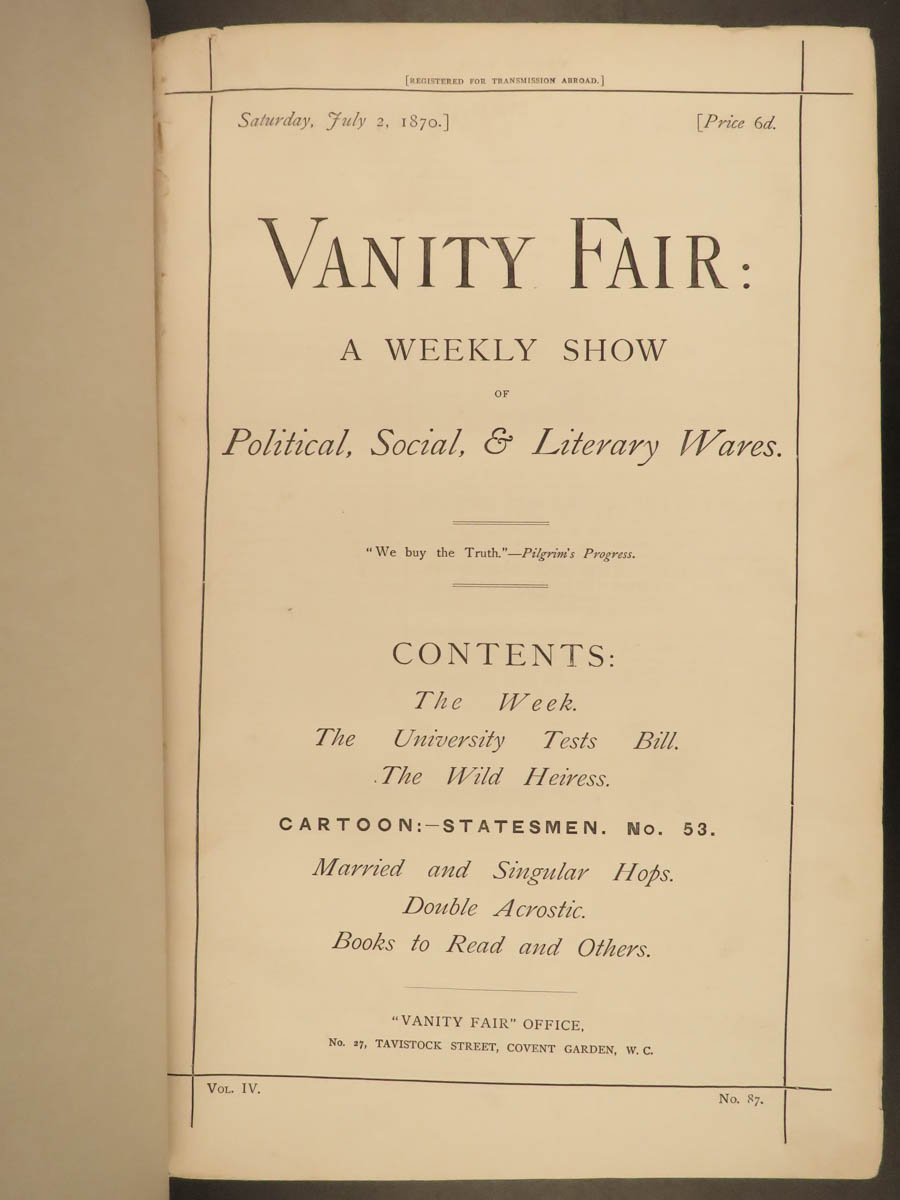 [REGISTERED FOR TRANSMISSION ABROAD.]
Saturday, July 2, 1870.] [Price 6d.
VANITY FAIR:
A WEEKLY SHOW
OF
Political, Social, & Literary Wares.
"We buy the Truth."—Pilgrim's Progress.
CONTENTS:
The Week.
The University Tests Bill.
The Wild Heiress.
CARTOON:—STATESMEN. No. 53.
Married and Singular Hops.
Double Acrostic.
Books to Read and Others.
"VANITY FAIR" OFFICE,
No. 27, TAVISTOCK STREET, COVENT GARDEN, W. C.
VOL. IV. No. 87.